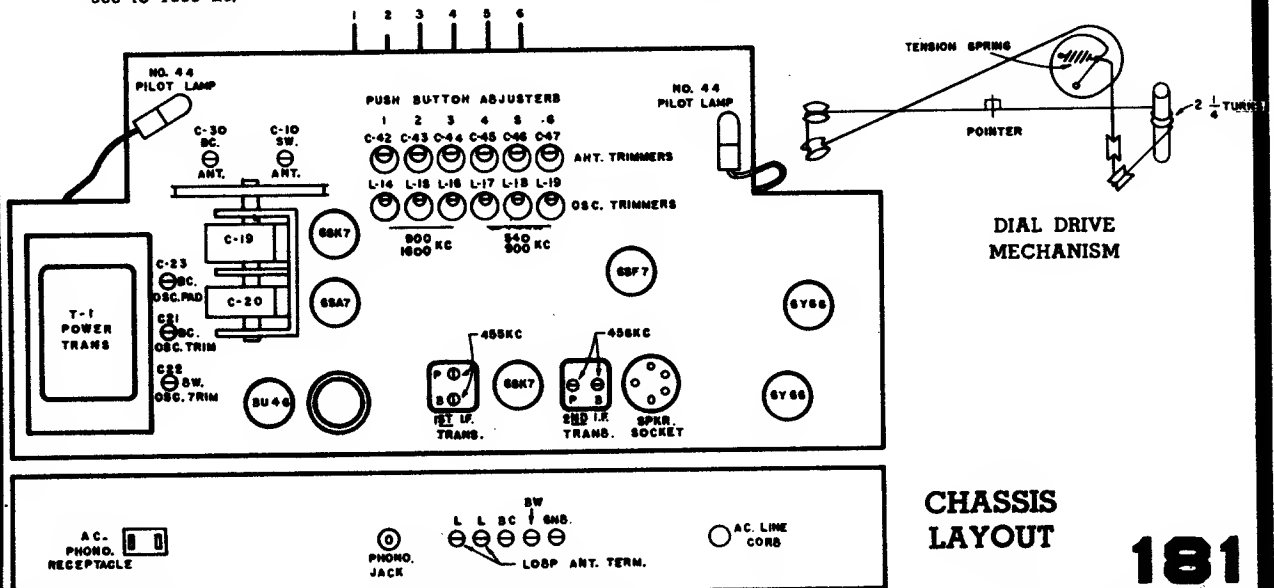 1 2 3 4 5 6
NO. 44
PILOT LAMP
C-30
BC.
ANT.
C-10
SW.
ANT.
PUSH BUTTON ADJUSTERS
1 2 3 4 5 .6
C-42 C-43 C-44 C-45 C-46 C-47
ANT. TRIMMERS
L-14 L-15 L-16 L-17 L-18 L-19
OSC. TRIMMERS
900
1600 KC
540
900 KC
NO. 44
PILOT LAMP
TENSION SPRING
POINTER
2 1/4 TURNS
DIAL DRIVE
MECHANISM
C-19
C-20
6SK7
6SA7
6SF7
6Y6G
6Y6G
T-1
POWER
TRANS
C-23
BC.
OSC.PAD
C21
BC.
OSC.TRIM
C22
SW.
OSC.TRIM
5U4G
455KC
P
S
1ST I.F.
TRANS.
6SK7
456KC
P S
2ND I.F.
TRANS.
SPKR.
SOCKET
AC-
PHONO.
RECEPTACLE
PHONO.
JACK
L L BC SW GND.
LOOP ANT. TERM.
AC. LINE
CORD
CHASSIS
LAYOUT
181